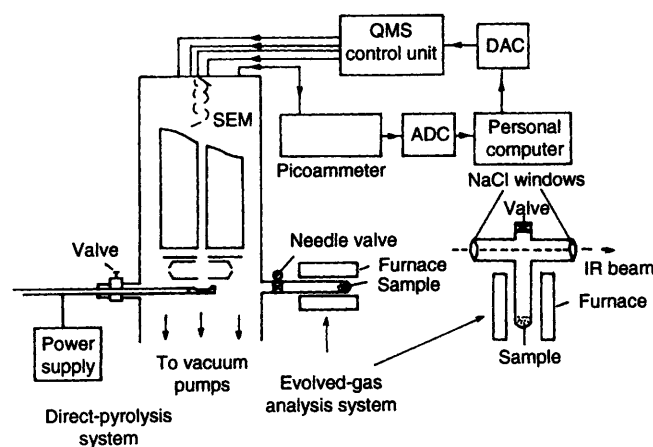 QMS
control unit
DAC
SEM
Picoammeter
ADC
Personal
computer
NaCl windows
Valve
Valve
Needle valve
Furnace
Sample
IR beam
Furnace
Power
supply
To vacuum
pumps
Sample
Evolved-gas
analysis system
Direct-pyrolysis
system